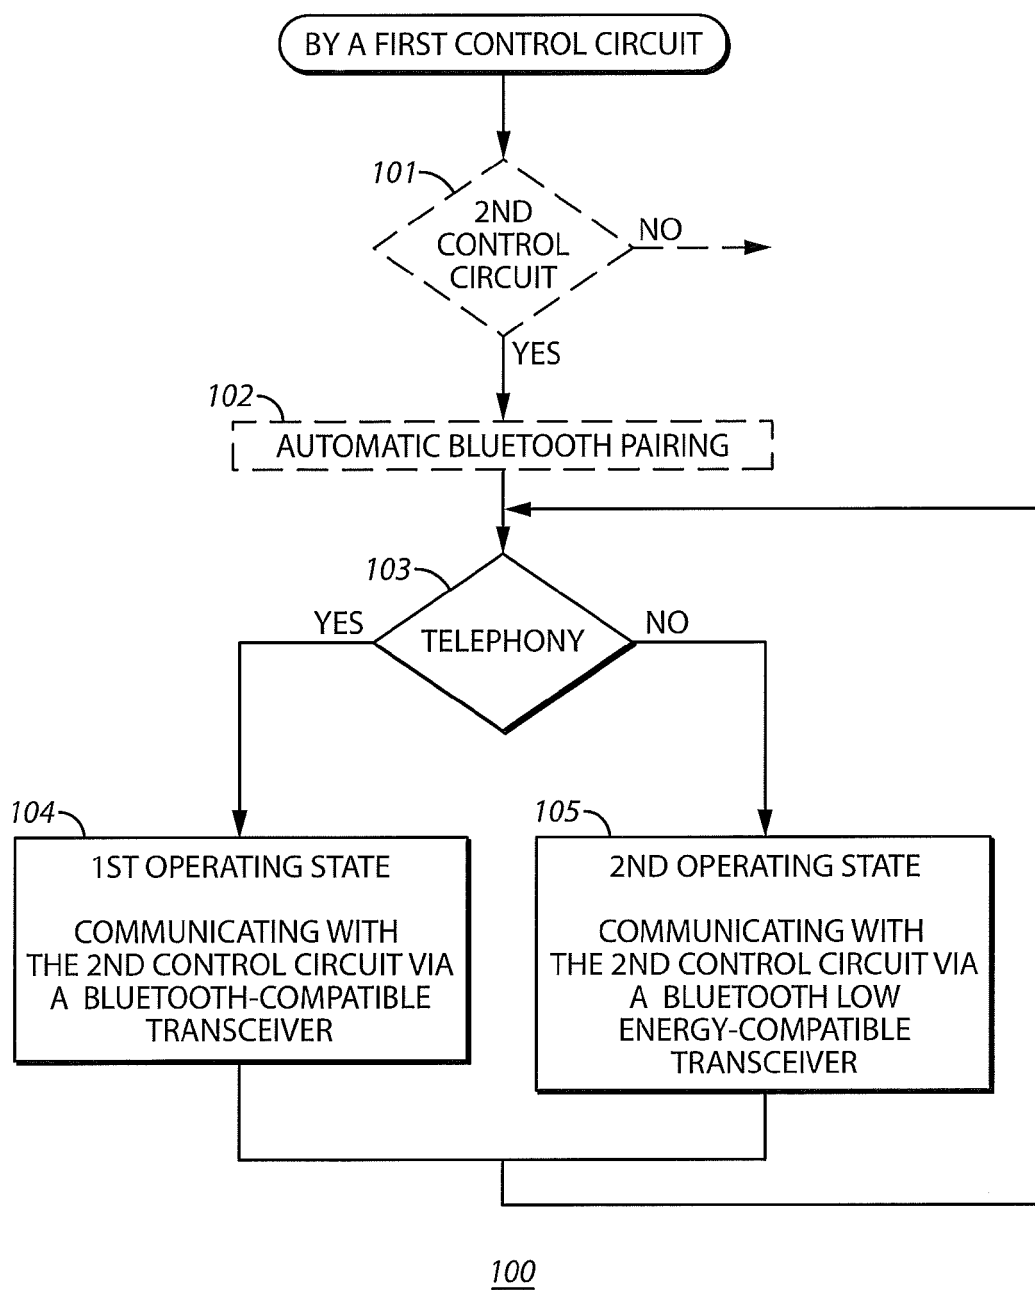 BY A FIRST CONTROL CIRCUIT
101
2ND
CONTROL
CIRCUIT
NO
YES
102
AUTOMATIC BLUETOOTH PAIRING
103
YES
TELEPHONY
NO
104
1ST OPERATING STATE
COMMUNICATING WITH
THE 2ND CONTROL CIRCUIT VIA
A BLUETOOTH-COMPATIBLE
TRANSCEIVER
105
2ND OPERATING STATE
COMMUNICATING WITH
THE 2ND CONTROL CIRCUIT VIA
A BLUETOOTH LOW
ENERGY-COMPATIBLE
TRANSCEIVER
100